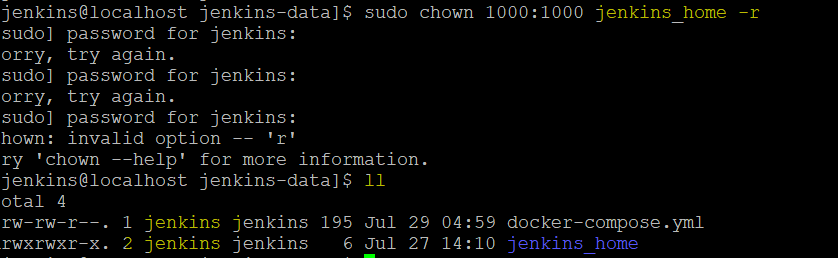 jenkins@localhost jenkins-data]$ sudo chown 1000:1000 jenkins_home -r
sudo] password for jenkins:
orry, try again.
sudo] password for jenkins:
orry, try again.
sudo] password for jenkins:
hown: invalid option -- 'r'
ry 'chown --help' for more information.
jenkins@localhost jenkins-data]$ ll
otal 4
rw-rw-r--. 1 jenkins jenkins 195 Jul 29 04:59 docker-compose.yml
rwxrwxr-x. 2 jenkins jenkins   6 Jul 27 14:10 jenkins_home